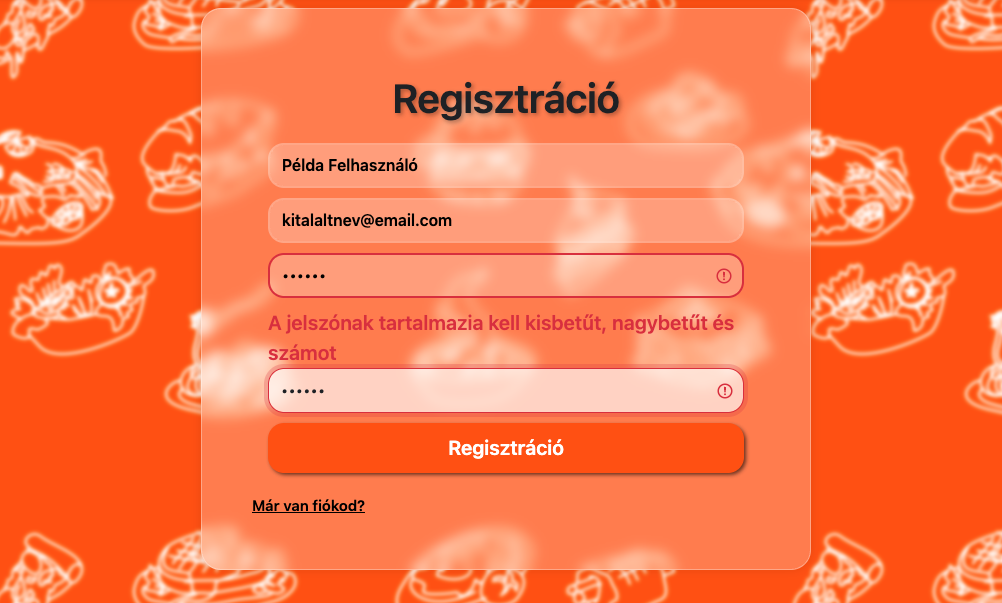 Regisztráció
Példa Felhasználó
kitalaltnev@email.com
••••••
A jelszónak tartalmazia kell kisbetűt, nagybetűt és
számot
••••••
Regisztráció
Már van fiókod?